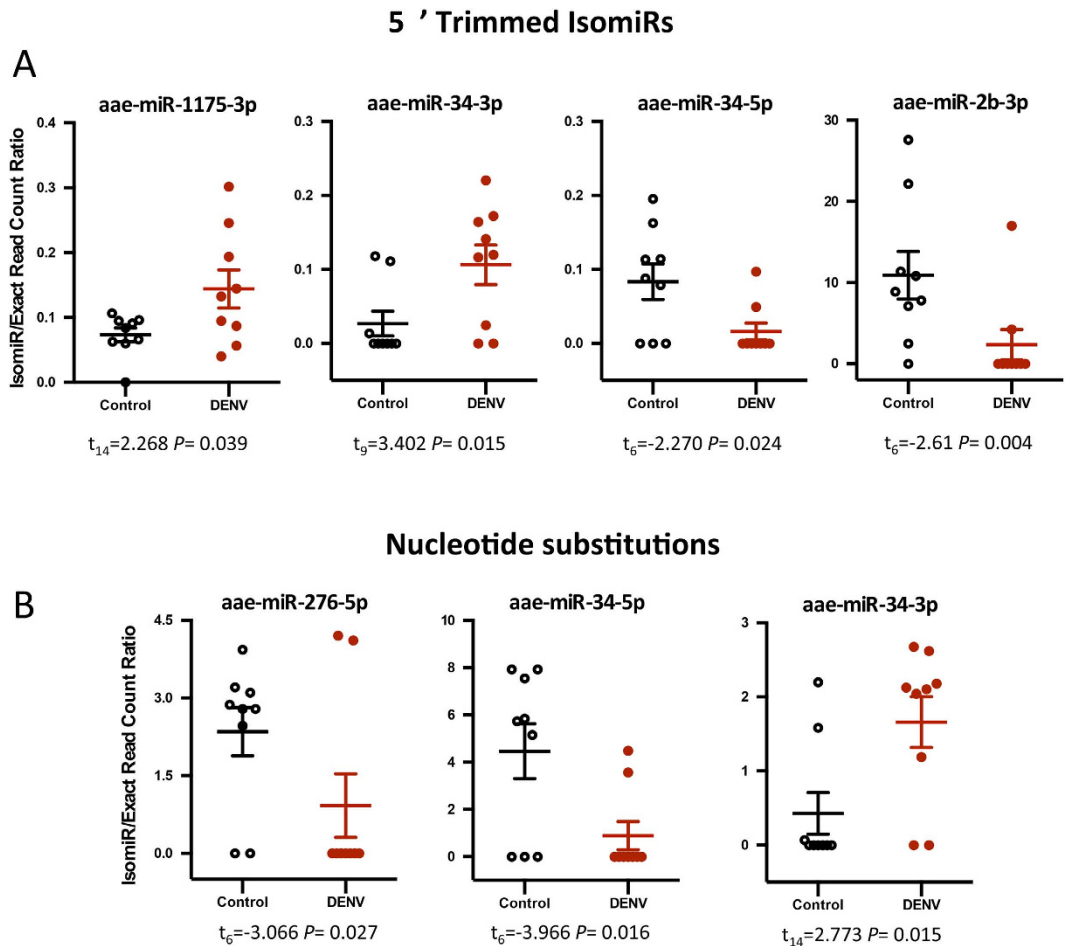 5 ’ Trimmed IsomiRs
A
aae-miR-1175-3p
aae-miR-34-3p
aae-miR-34-5p
aae-miR-2b-3p
IsomiR/Exact Read Count Ratio
0.4
0.3
0.2
0.1
0.0
Control
DENV
t14=2.268 P= 0.039
0.3
0.2
0.1
0.0
Control
DENV
t9=3.402 P= 0.015
0.3
0.2
0.1
0.0
Control
DENV
t6=-2.270 P= 0.024
30
20
10
0
Control
DENV
t6=-2.61 P= 0.004
Nucleotide substitutions
B
aae-miR-276-5p
aae-miR-34-5p
aae-miR-34-3p
IsomiR/Exact Read Count Ratio
4.5
3.0
1.5
0.0
Control
DENV
t6=-3.066 P= 0.027
10
8
6
4
2
0
Control
DENV
t6=-3.966 P= 0.016
3
2
1
0
Control
DENV
t14=2.773 P= 0.015